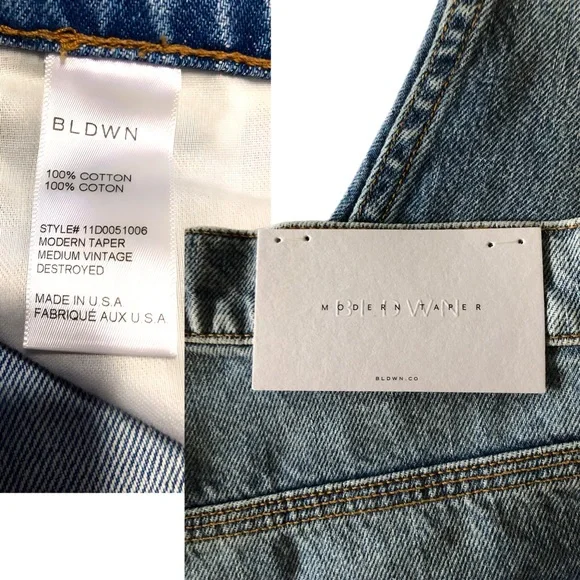 BLDWN
100% COTTON
100% COTON
STYLE# 11D0051006
MODERN TAPER
MEDIUM VINTAGE
DESTROYED
MADE IN U.S.A
FABRIQUÉ AUX U.S.A
BLDWN
MODERN TAPER
BLDWN.CO